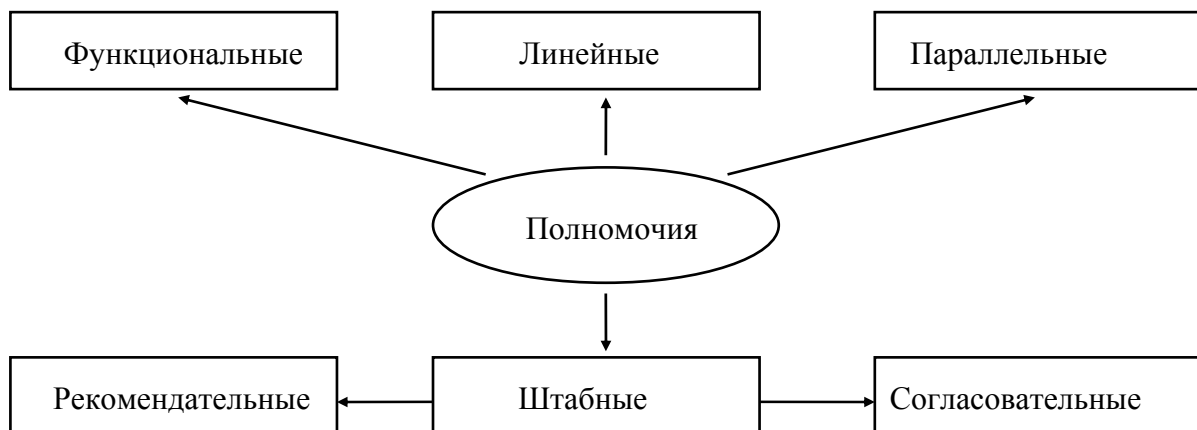 Функциональные
Линейные
Параллельные
Полномочия
Рекомендательные
Штабные
Согласовательные